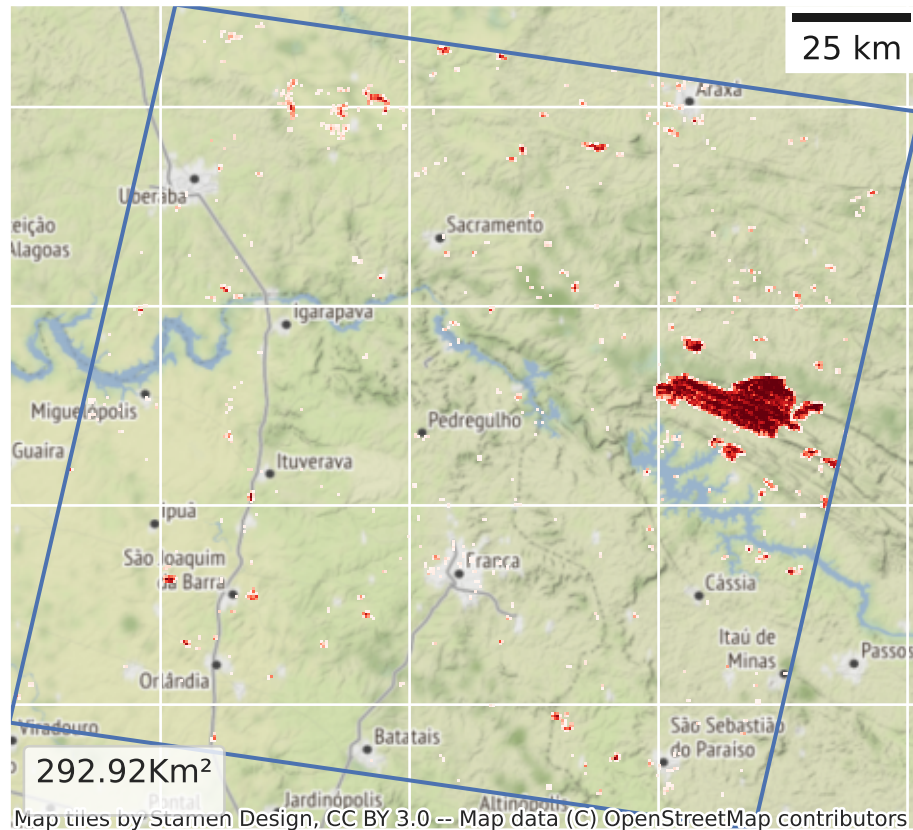 25 km
Araxá
Uberaba
eição
Alagoas
Sacramento
Igarapava
Miguelópolis
Pedregulho
Guaira
Ituverava
Ipuã
São Joaquim
da Barra
Franca
Cássia
Itaú de
Minas
Passos
Orlândia
Viradouro
São Sebastião
do Paraíso
Batatais
292.92Km²
Pontal
Jardinópolis
Altinópolis
Map tiles by Stamen Design, CC BY 3.0 -- Map data (C) OpenStreetMap contributors